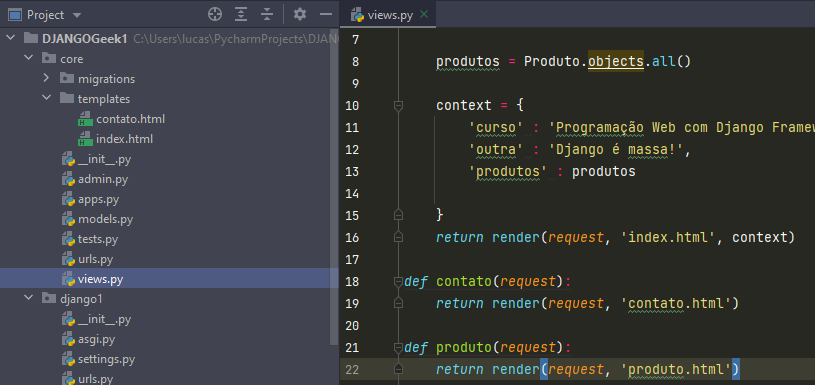 Project
DJANGOGeek1 C:\Users\lucas\PycharmProjects\DJANG
core
migrations
templates
contato.html
index.html
__init__.py
admin.py
apps.py
models.py
tests.py
urls.py
views.py
django1
__init__.py
asgi.py
settings.py
urls.py
views.py
7
8 produtos = Produto.objects.all()
9
10 context = {
11 'curso' : 'Programação Web com Django Framew
12 'outra' : 'Django é massa!',
13 'produtos' : produtos
14
15 }
16 return render(request, 'index.html', context)
17
18 def contato(request):
19 return render(request, 'contato.html')
20
21 def produto(request):
22 return render(request, 'produto.html')